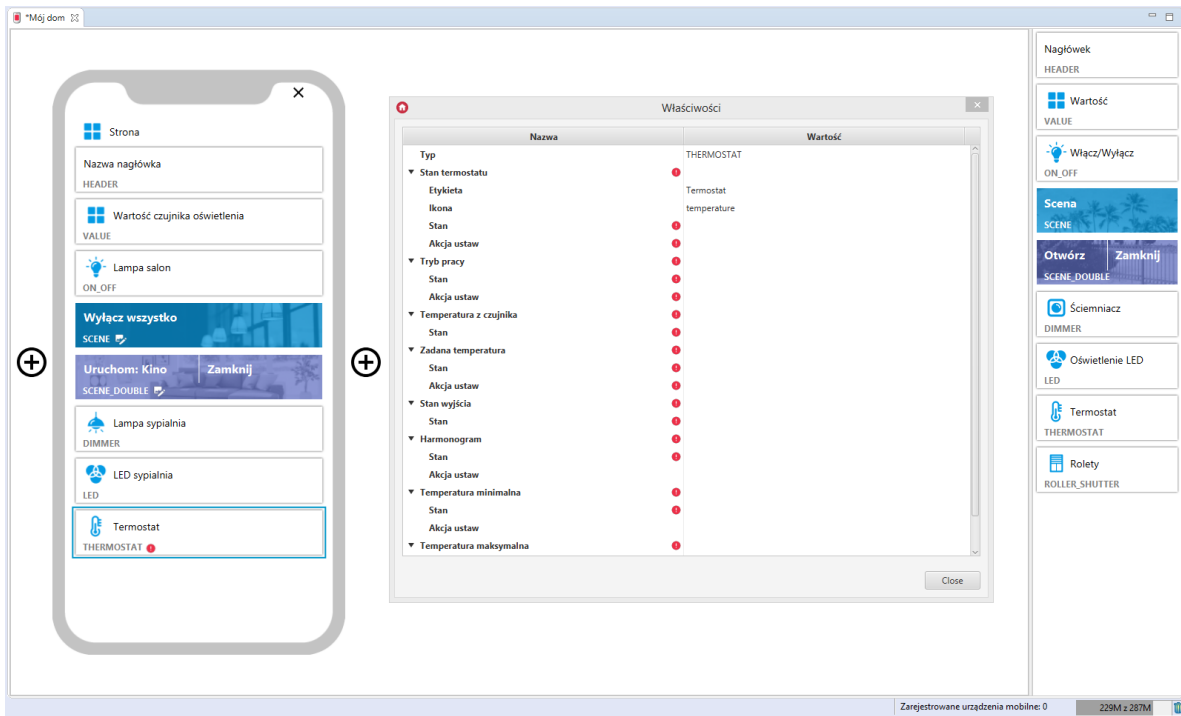 *Mój dom
Strona
Nazwa nagłówka
HEADER
Wartość czujnika oświetlenia
VALUE
Lampa salon
ON_OFF
Wyłącz wszystko
SCENE
Uruchom: Kino Zamknij
SCENE_DOUBLE
Lampa sypialnia
DIMMER
LED sypialnia
LED
Termostat
THERMOSTAT
Właściwości
Nazwa Wartość
Typ THERMOSTAT
Stan termostatu
Etykieta Termostat
Ikona temperature
Stan
Akcja ustaw
Tryb pracy
Stan
Akcja ustaw
Temperatura z czujnika
Stan
Zadana temperatura
Stan
Akcja ustaw
Stan wyjścia
Stan
Harmonogram
Stan
Akcja ustaw
Temperatura minimalna
Stan
Akcja ustaw
Temperatura maksymalna
Close
Nagłówek
HEADER
Wartość
VALUE
Włącz/Wyłącz
ON_OFF
Scena
SCENE
Otwórz Zamknij
SCENE_DOUBLE
Ściemniacz
DIMMER
Oświetlenie LED
LED
Termostat
THERMOSTAT
Rolety
ROLLER_SHUTTER
Zarejestrowane urządzenia mobilne: 0 229M z 287M